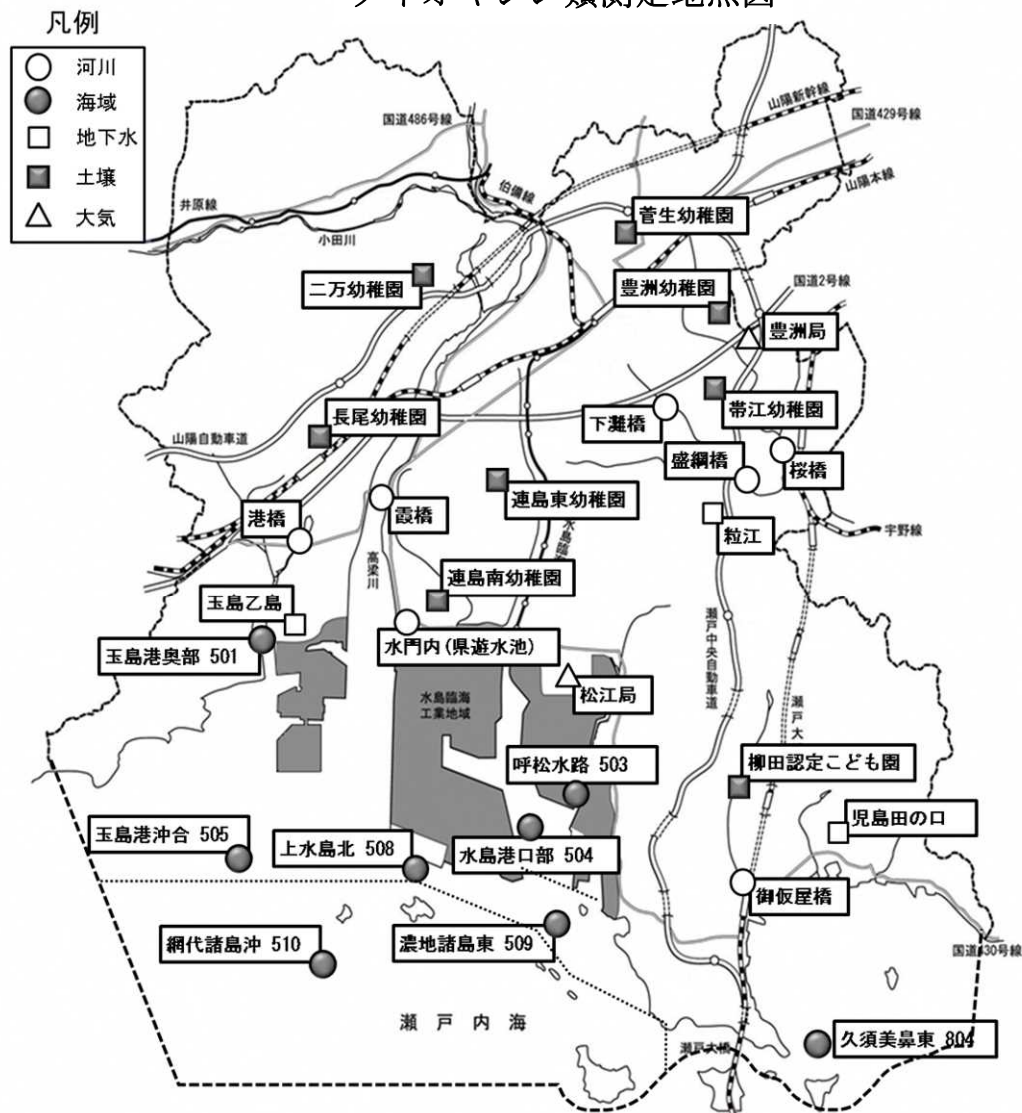 凡例
河川
海域
地下水
土壌
大気
国道486号線
山陽新幹線
国道429号線
山陽本線
井原線
伯備線
小田川
菅生幼稚園
二万幼稚園
豊洲幼稚園
国道2号線
豊洲局
長尾幼稚園
帯江幼稚園
下灘橋
山陽自動車道
盛綱橋
桜橋
連島東幼稚園
港橋
霞橋
粒江
宇野線
高梁川
水島臨海
連島南幼稚園
玉島乙島
水門内(県遊水池)
玉島港奥部 501
瀬戸中央自動車道
松江局
水島臨海
工業地域
瀬戸大
呼松水路 503
柳田認定こども園
児島田の口
玉島港沖合 505
上水島北 508
水島港口部 504
御仮屋橋
網代諸島沖 510
濃地諸島東 509
国道430号線
瀬戸内海
瀬戸大橋
久須美鼻東 804